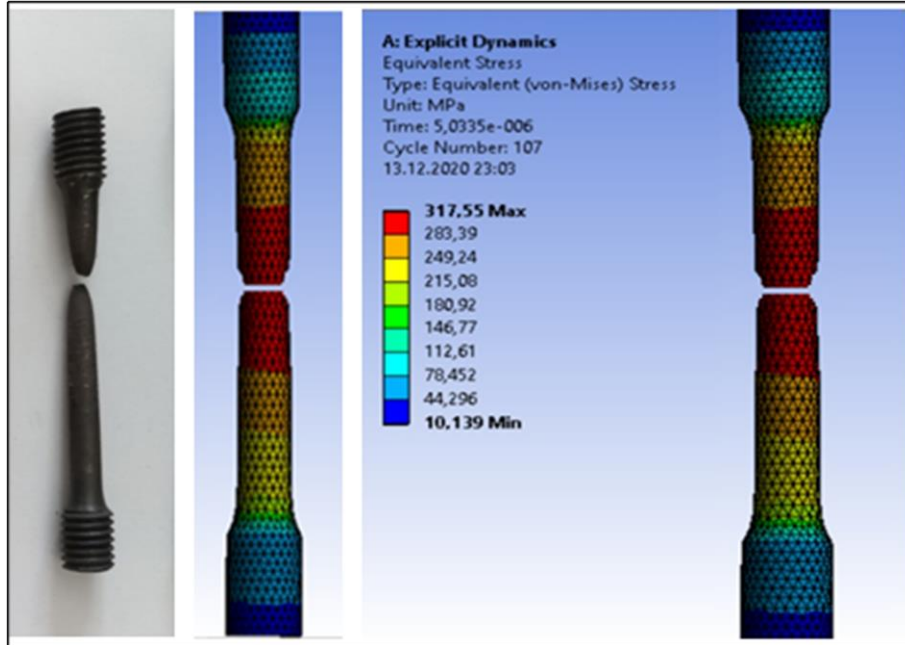 A: Explicit Dynamics
Equivalent Stress
Type: Equivalent (von-Mises) Stress
Unit: MPa
Time: 5,0335e-006
Cycle Number: 107
13.12.2020 23:03
317,55 Max
283,39
249,24
215,08
180,92
146,77
112,61
78,452
44,296
10,139 Min